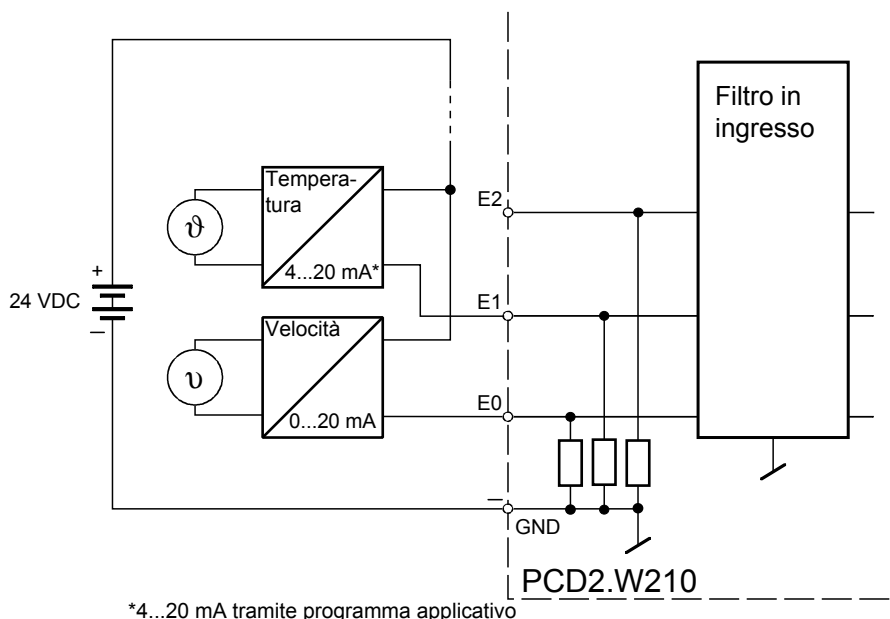 Filtro in
ingresso
Tempera-
tura
ϑ
4...20 mA*
E2
+
24 VDC
–
E1
Velocità
υ
0...20 mA
E0
–
GND
PCD2.W210
*4...20 mA tramite programma applicativo